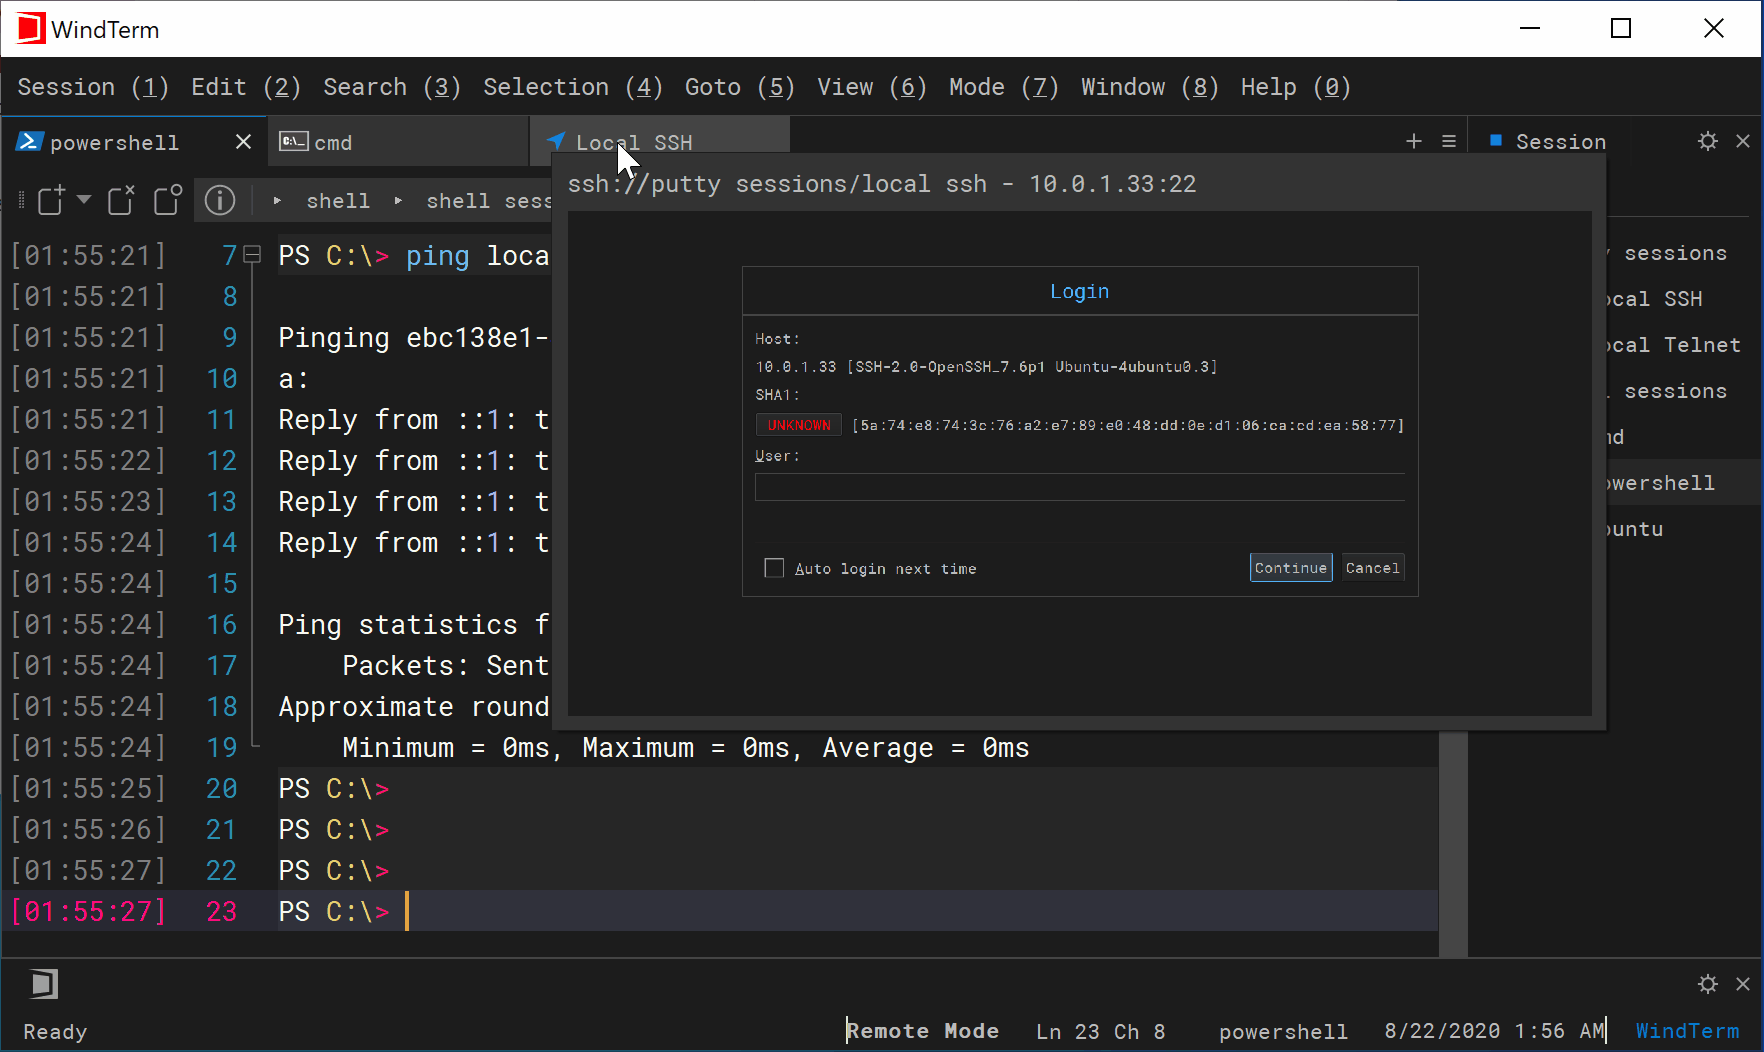 WindTerm
Session (1) Edit (2) Search (3) Selection (4) Goto (5) View (6) Mode (7) Window (8) Help (0)
powershell
cmd
Local SSH
Session
shell
shell sess
ssh://putty sessions/local ssh - 10.0.1.33:22
Login
Host:
10.0.1.33 [SSH-2.0-OpenSSH_7.6p1 Ubuntu-4ubuntu0.3]
SHA1:
UNKNOWN [5a:74:e8:74:3c:76:a2:e7:89:e0:48:dd:0e:d1:06:ca:cd:ea:58:77]
User:
Auto login next time
Continue
Cancel
[01:55:21] 7 PS C:\> ping loca
[01:55:21] 8
[01:55:21] 9 Pinging ebc138e1-
[01:55:21] 10 a:
[01:55:21] 11 Reply from ::1: t
[01:55:22] 12 Reply from ::1: t
[01:55:23] 13 Reply from ::1: t
[01:55:24] 14 Reply from ::1: t
[01:55:24] 15
[01:55:24] 16 Ping statistics f
[01:55:24] 17 Packets: Sent
[01:55:24] 18 Approximate round
[01:55:24] 19 Minimum = 0ms, Maximum = 0ms, Average = 0ms
[01:55:25] 20 PS C:\>
[01:55:26] 21 PS C:\>
[01:55:27] 22 PS C:\>
[01:55:27] 23 PS C:\>
y sessions
ocal SSH
ocal Telnet
sessions
md
owershell
buntu
Ready
Remote Mode
Ln 23 Ch 8
powershell
8/22/2020 1:56 AM
WindTerm